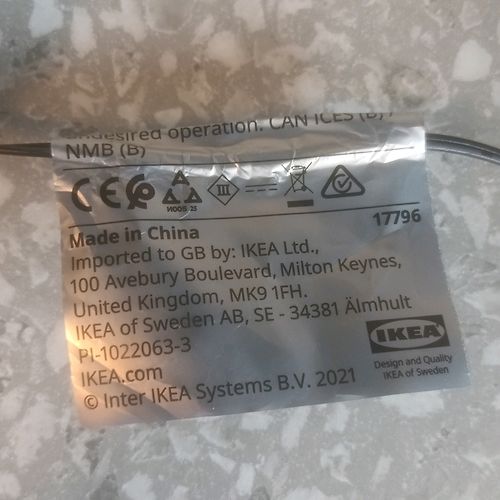 undesired operation. CAN ICES (B) /
NMB (B)
CE
III
17796
Made in China
Imported to GB by: IKEA Ltd.,
100 Avebury Boulevard, Milton Keynes,
United Kingdom, MK9 1FH.
IKEA of Sweden AB, SE - 34381 Älmhult
PI-1022063-3
IKEA.com
© Inter IKEA Systems B.V. 2021
IKEA
Design and Quality
IKEA of Sweden